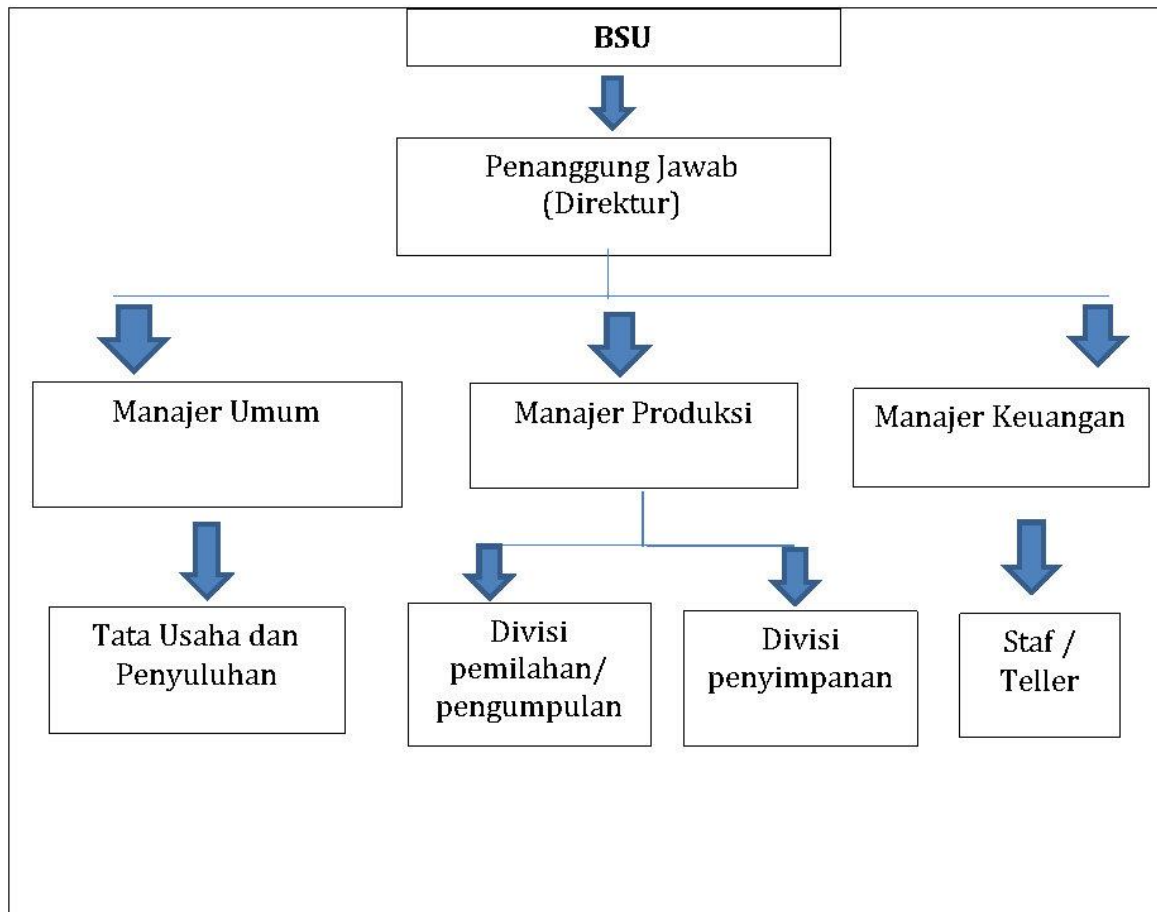 BSU
Penanggung Jawab
(Direktur)
Manajer Umum
Manajer Produksi
Manajer Keuangan
Tata Usaha dan
Penyuluhan
Divisi
pemilahan/
pengumpulan
Divisi
penyimpanan
Staf /
Teller